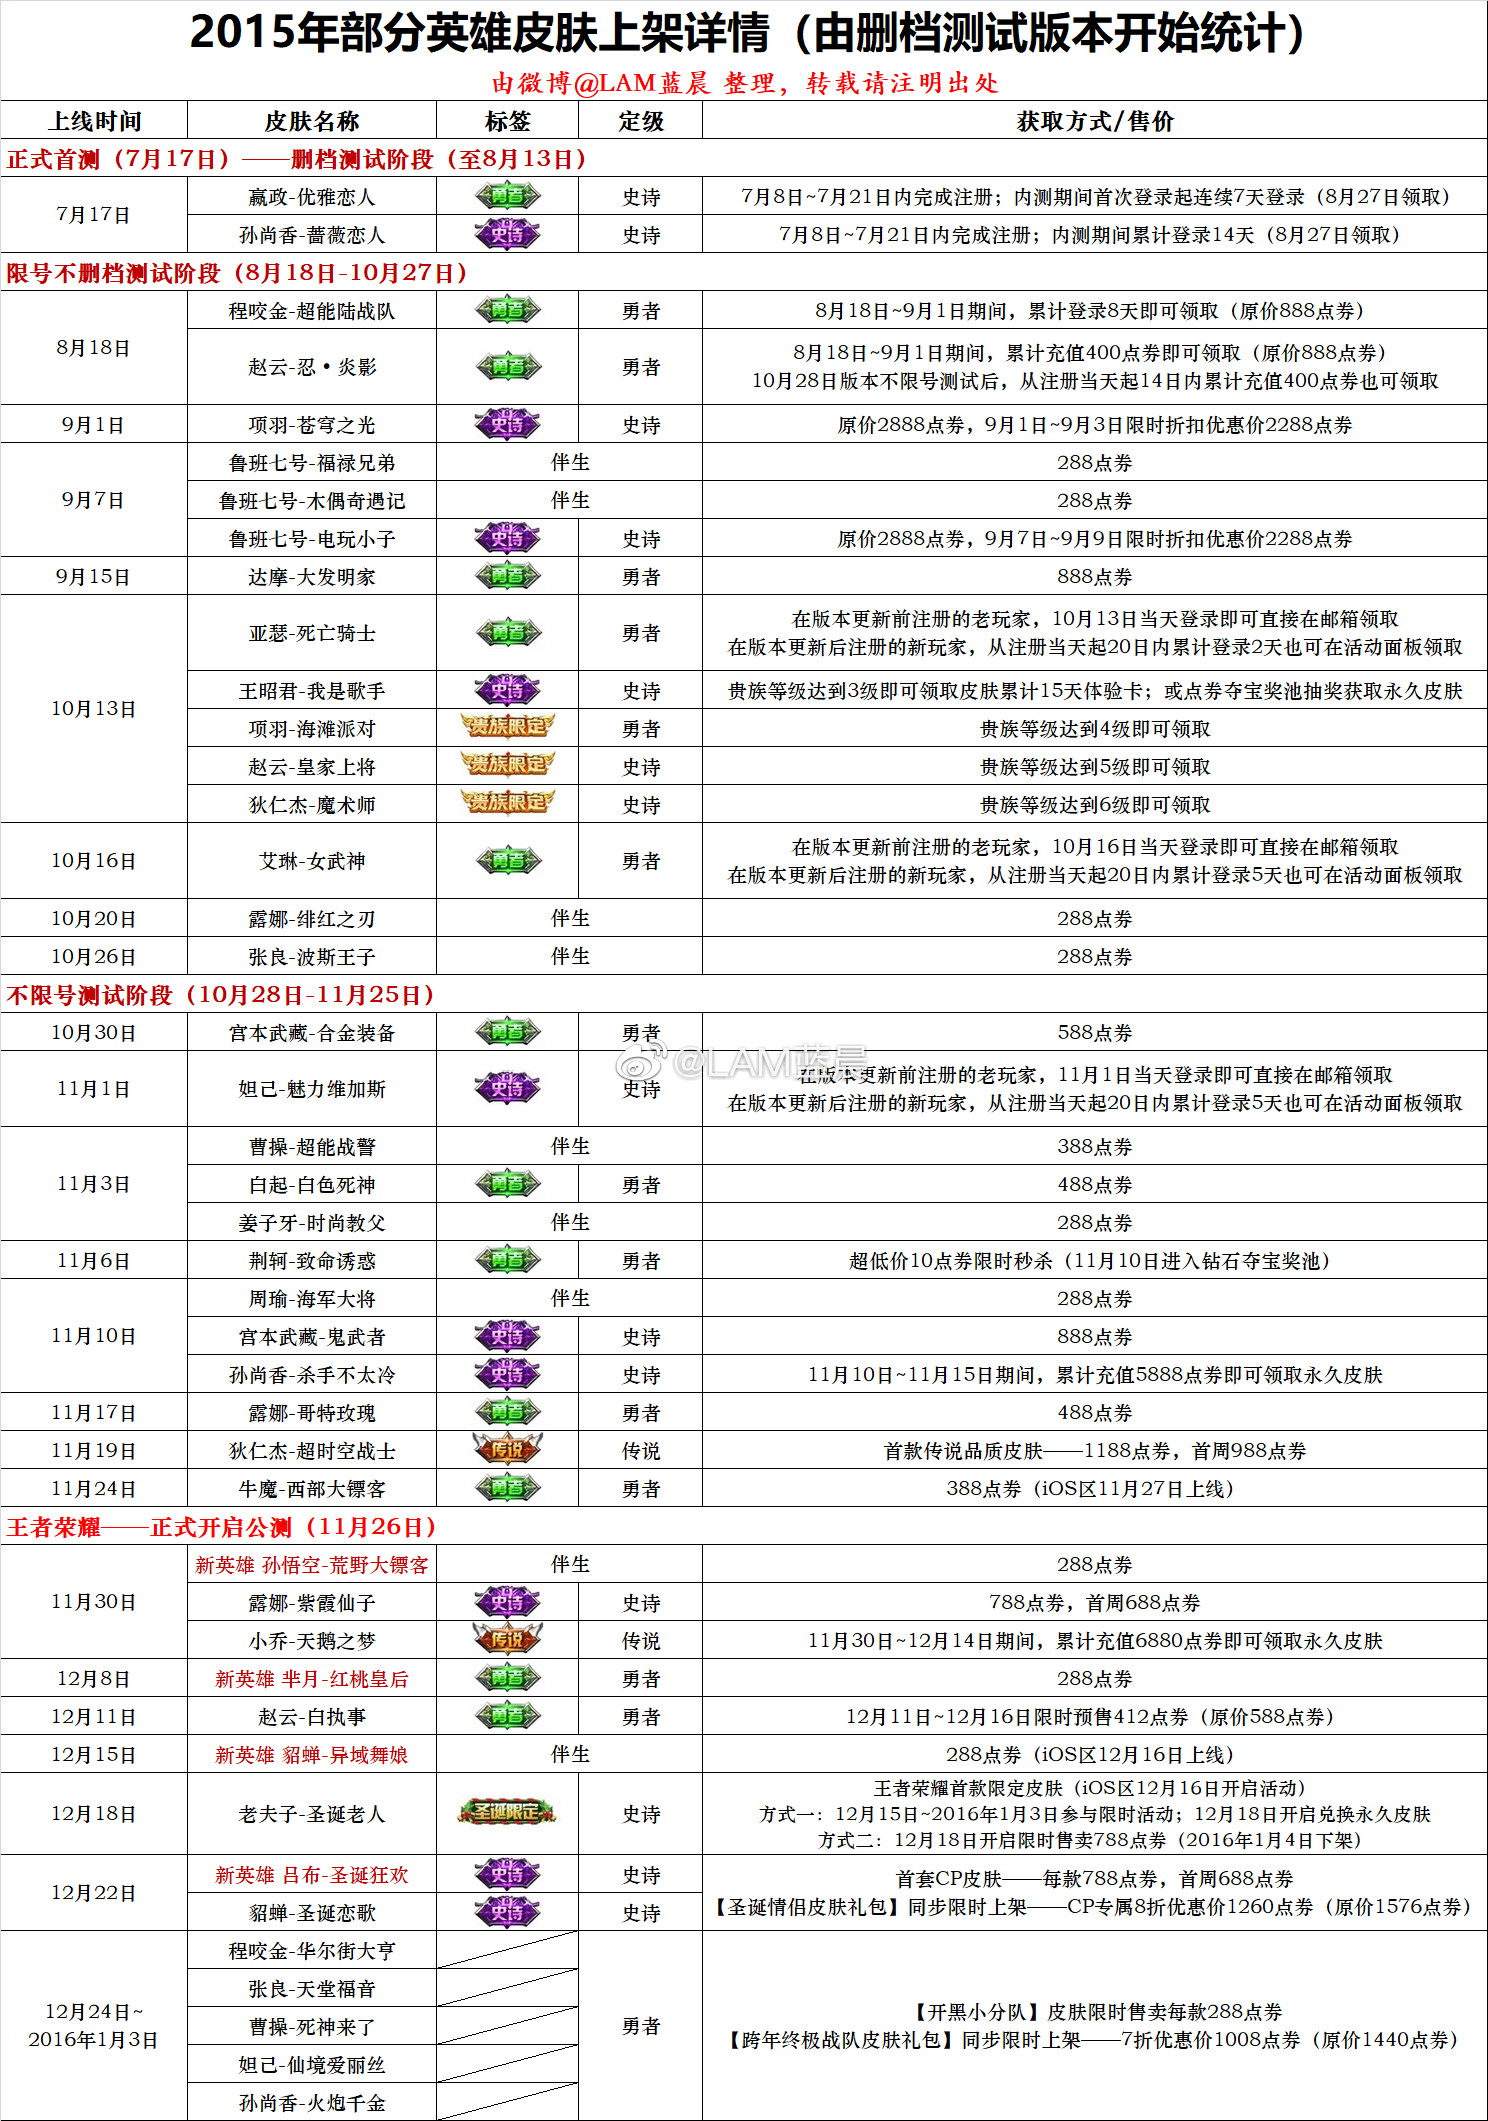 2015年部分英雄皮肤上架详情（由删档测试版本开始统计）
由微博@LAM蓝晨 整理，转载请注明出处
上线时间 皮肤名称 标签 定级 获取方式/售价
正式首测（7月17日）——删档测试阶段（至8月13日）
7月17日
嬴政-优雅恋人 勇者 史诗 7月8日~7月21日内完成注册；内测期间首次登录起连续7天登录（8月27日领取）
孙尚香-蔷薇恋人 史诗 史诗 7月8日~7月21日内完成注册；内测期间累计登录14天（8月27日领取）
限号不删档测试阶段（8月18日-10月27日）
8月18日
程咬金-超能陆战队 勇者 勇者 8月18日~9月1日期间，累计登录8天即可领取（原价888点券）
赵云-忍·炎影 勇者 勇者 8月18日~9月1日期间，累计充值400点券即可领取（原价888点券）
10月28日版本不限号测试后，从注册当天起14日内累计充值400点券也可领取
9月1日 项羽-苍穹之光 史诗 史诗 原价2888点券，9月1日~9月3日限时折扣优惠价2288点券
9月7日
鲁班七号-福禄兄弟 伴生 288点券
鲁班七号-木偶奇遇记 伴生 288点券
鲁班七号-电玩小子 史诗 史诗 原价2888点券，9月7日~9月9日限时折扣优惠价2288点券
9月15日 达摩-大发明家 勇者 勇者 888点券
10月13日
亚瑟-死亡骑士 勇者 勇者 在版本更新前注册的老玩家，10月13日当天登录即可直接在邮箱领取
在版本更新后注册的新玩家，从注册当天起20日内累计登录2天也可在活动面板领取
王昭君-我是歌手 史诗 史诗 贵族等级达到3级即可领取皮肤累计15天体验卡；或点券夺宝奖池抽奖获取永久皮肤
项羽-海滩派对 贵族限定 勇者 贵族等级达到4级即可领取
赵云-皇家上将 贵族限定 史诗 贵族等级达到5级即可领取
狄仁杰-魔术师 贵族限定 史诗 贵族等级达到6级即可领取
10月16日 艾琳-女武神 勇者 勇者 在版本更新前注册的老玩家，10月16日当天登录即可直接在邮箱领取
在版本更新后注册的新玩家，从注册当天起20日内累计登录5天也可在活动面板领取
10月20日 露娜-绯红之刃 伴生 288点券
10月26日 张良-波斯王子 伴生 288点券
不限号测试阶段（10月28日-11月25日）
10月30日 宫本武藏-合金装备 勇者 勇者 588点券
@LAM蓝晨
11月1日 妲己-魅力维加斯 史诗 史诗 在版本更新前注册的老玩家，11月1日当天登录即可直接在邮箱领取
在版本更新后注册的新玩家，从注册当天起20日内累计登录5天也可在活动面板领取
11月3日
曹操-超能战警 伴生 388点券
白起-白色死神 勇者 勇者 488点券
姜子牙-时尚教父 伴生 288点券
11月6日 荆轲-致命诱惑 勇者 勇者 超低价10点券限时秒杀（11月10日进入钻石夺宝奖池）
11月10日
周瑜-海军大将 伴生 288点券
宫本武藏-鬼武者 史诗 史诗 888点券
孙尚香-杀手不太冷 史诗 史诗 11月10日~11月15日期间，累计充值5888点券即可领取永久皮肤
11月17日 露娜-哥特玫瑰 勇者 勇者 488点券
11月19日 狄仁杰-超时空战士 传说 传说 首款传说品质皮肤——1188点券，首周988点券
11月24日 牛魔-西部大镖客 勇者 勇者 388点券（iOS区11月27日上线）
王者荣耀——正式开启公测（11月26日）
11月30日
新英雄 孙悟空-荒野大镖客 伴生 288点券
露娜-紫霞仙子 史诗 史诗 788点券，首周688点券
小乔-天鹅之梦 传说 传说 11月30日~12月14日期间，累计充值6880点券即可领取永久皮肤
12月8日 新英雄 芈月-红桃皇后 勇者 勇者 288点券
12月11日 赵云-白执事 勇者 勇者 12月11日~12月16日限时预售412点券（原价588点券）
12月15日 新英雄 貂蝉-异域舞娘 伴生 288点券（iOS区12月16日上线）
12月18日 老夫子-圣诞老人 圣诞限定 史诗 王者荣耀首款限定皮肤（iOS区12月16日开启活动）
方式一：12月15日~2016年1月3日参与限时活动；12月18日开启兑换永久皮肤
方式二：12月18日开启限时售卖788点券（2016年1月4日下架）
12月22日
新英雄 吕布-圣诞狂欢 史诗 史诗 首套CP皮肤——每款788点券，首周688点券
貂蝉-圣诞恋歌 史诗 史诗 【圣诞情侣皮肤礼包】同步限时上架——CP专属8折优惠价1260点券（原价1576点券）
12月24日~
2016年1月3日
程咬金-华尔街大亨
张良-天堂福音
曹操-死神来了
妲己-仙境爱丽丝
孙尚香-火炮千金
勇者
【开黑小分队】皮肤限时售卖每款288点券
【跨年终极战队皮肤礼包】同步限时上架——7折优惠价1008点券（原价1440点券）